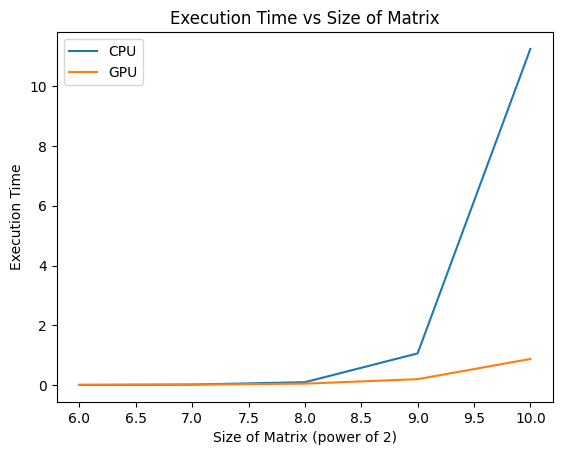 Execution Time vs Size of Matrix
CPU
GPU
Execution Time
10
8
6
4
2
0
6.0 6.5 7.0 7.5 8.0 8.5 9.0 9.5 10.0
Size of Matrix (power of 2)